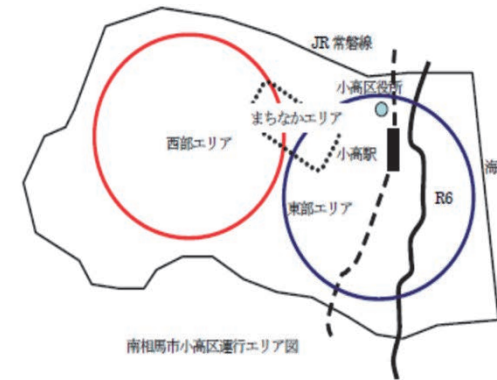 JR 常磐線
小高区役所
まちなかエリア
西部エリア
小高駅
海
東部エリア
R6
南相馬市小高区運行エリア図